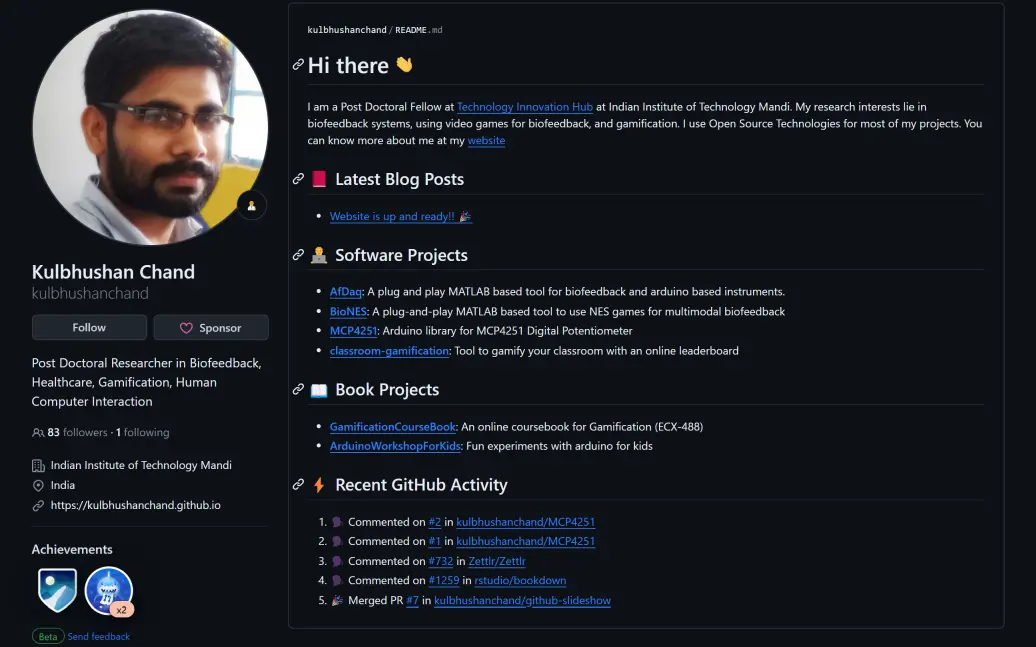 Kulbhushan Chand
kulbhushanchand
Follow
Sponsor
Post Doctoral Researcher in Biofeedback,
Healthcare, Gamification, Human
Computer Interaction
83 followers · 1 following
Indian Institute of Technology Mandi
India
https://kulbhushanchand.github.io
Achievements
x2
Beta Send feedback
kulbhushanchand / README.md
Hi there 👋
I am a Post Doctoral Fellow at Technology Innovation Hub at Indian Institute of Technology Mandi. My research interests lie in
biofeedback systems, using video games for biofeedback, and gamification. I use Open Source Technologies for most of my projects. You
can know more about me at my website
Latest Blog Posts
• Website is up and ready!! 🎉
Software Projects
• AfDaq: A plug and play MATLAB based tool for biofeedback and arduino based instruments.
• BioNES: A plug-and-play MATLAB based tool to use NES games for multimodal biofeedback
• MCP4251: Arduino library for MCP4251 Digital Potentiometer
• classroom-gamification: Tool to gamify your classroom with an online leaderboard
Book Projects
• GamificationCourseBook: An online coursebook for Gamification (ECX-488)
• ArduinoWorkshopForKids: Fun experiments with arduino for kids
Recent GitHub Activity
1. Commented on #2 in kulbhushanchand/MCP4251
2. Commented on #1 in kulbhushanchand/MCP4251
3. Commented on #732 in Zettlr/Zettlr
4. Commented on #1259 in rstudio/bookdown
5. 🎉 Merged PR #7 in kulbhushanchand/github-slideshow